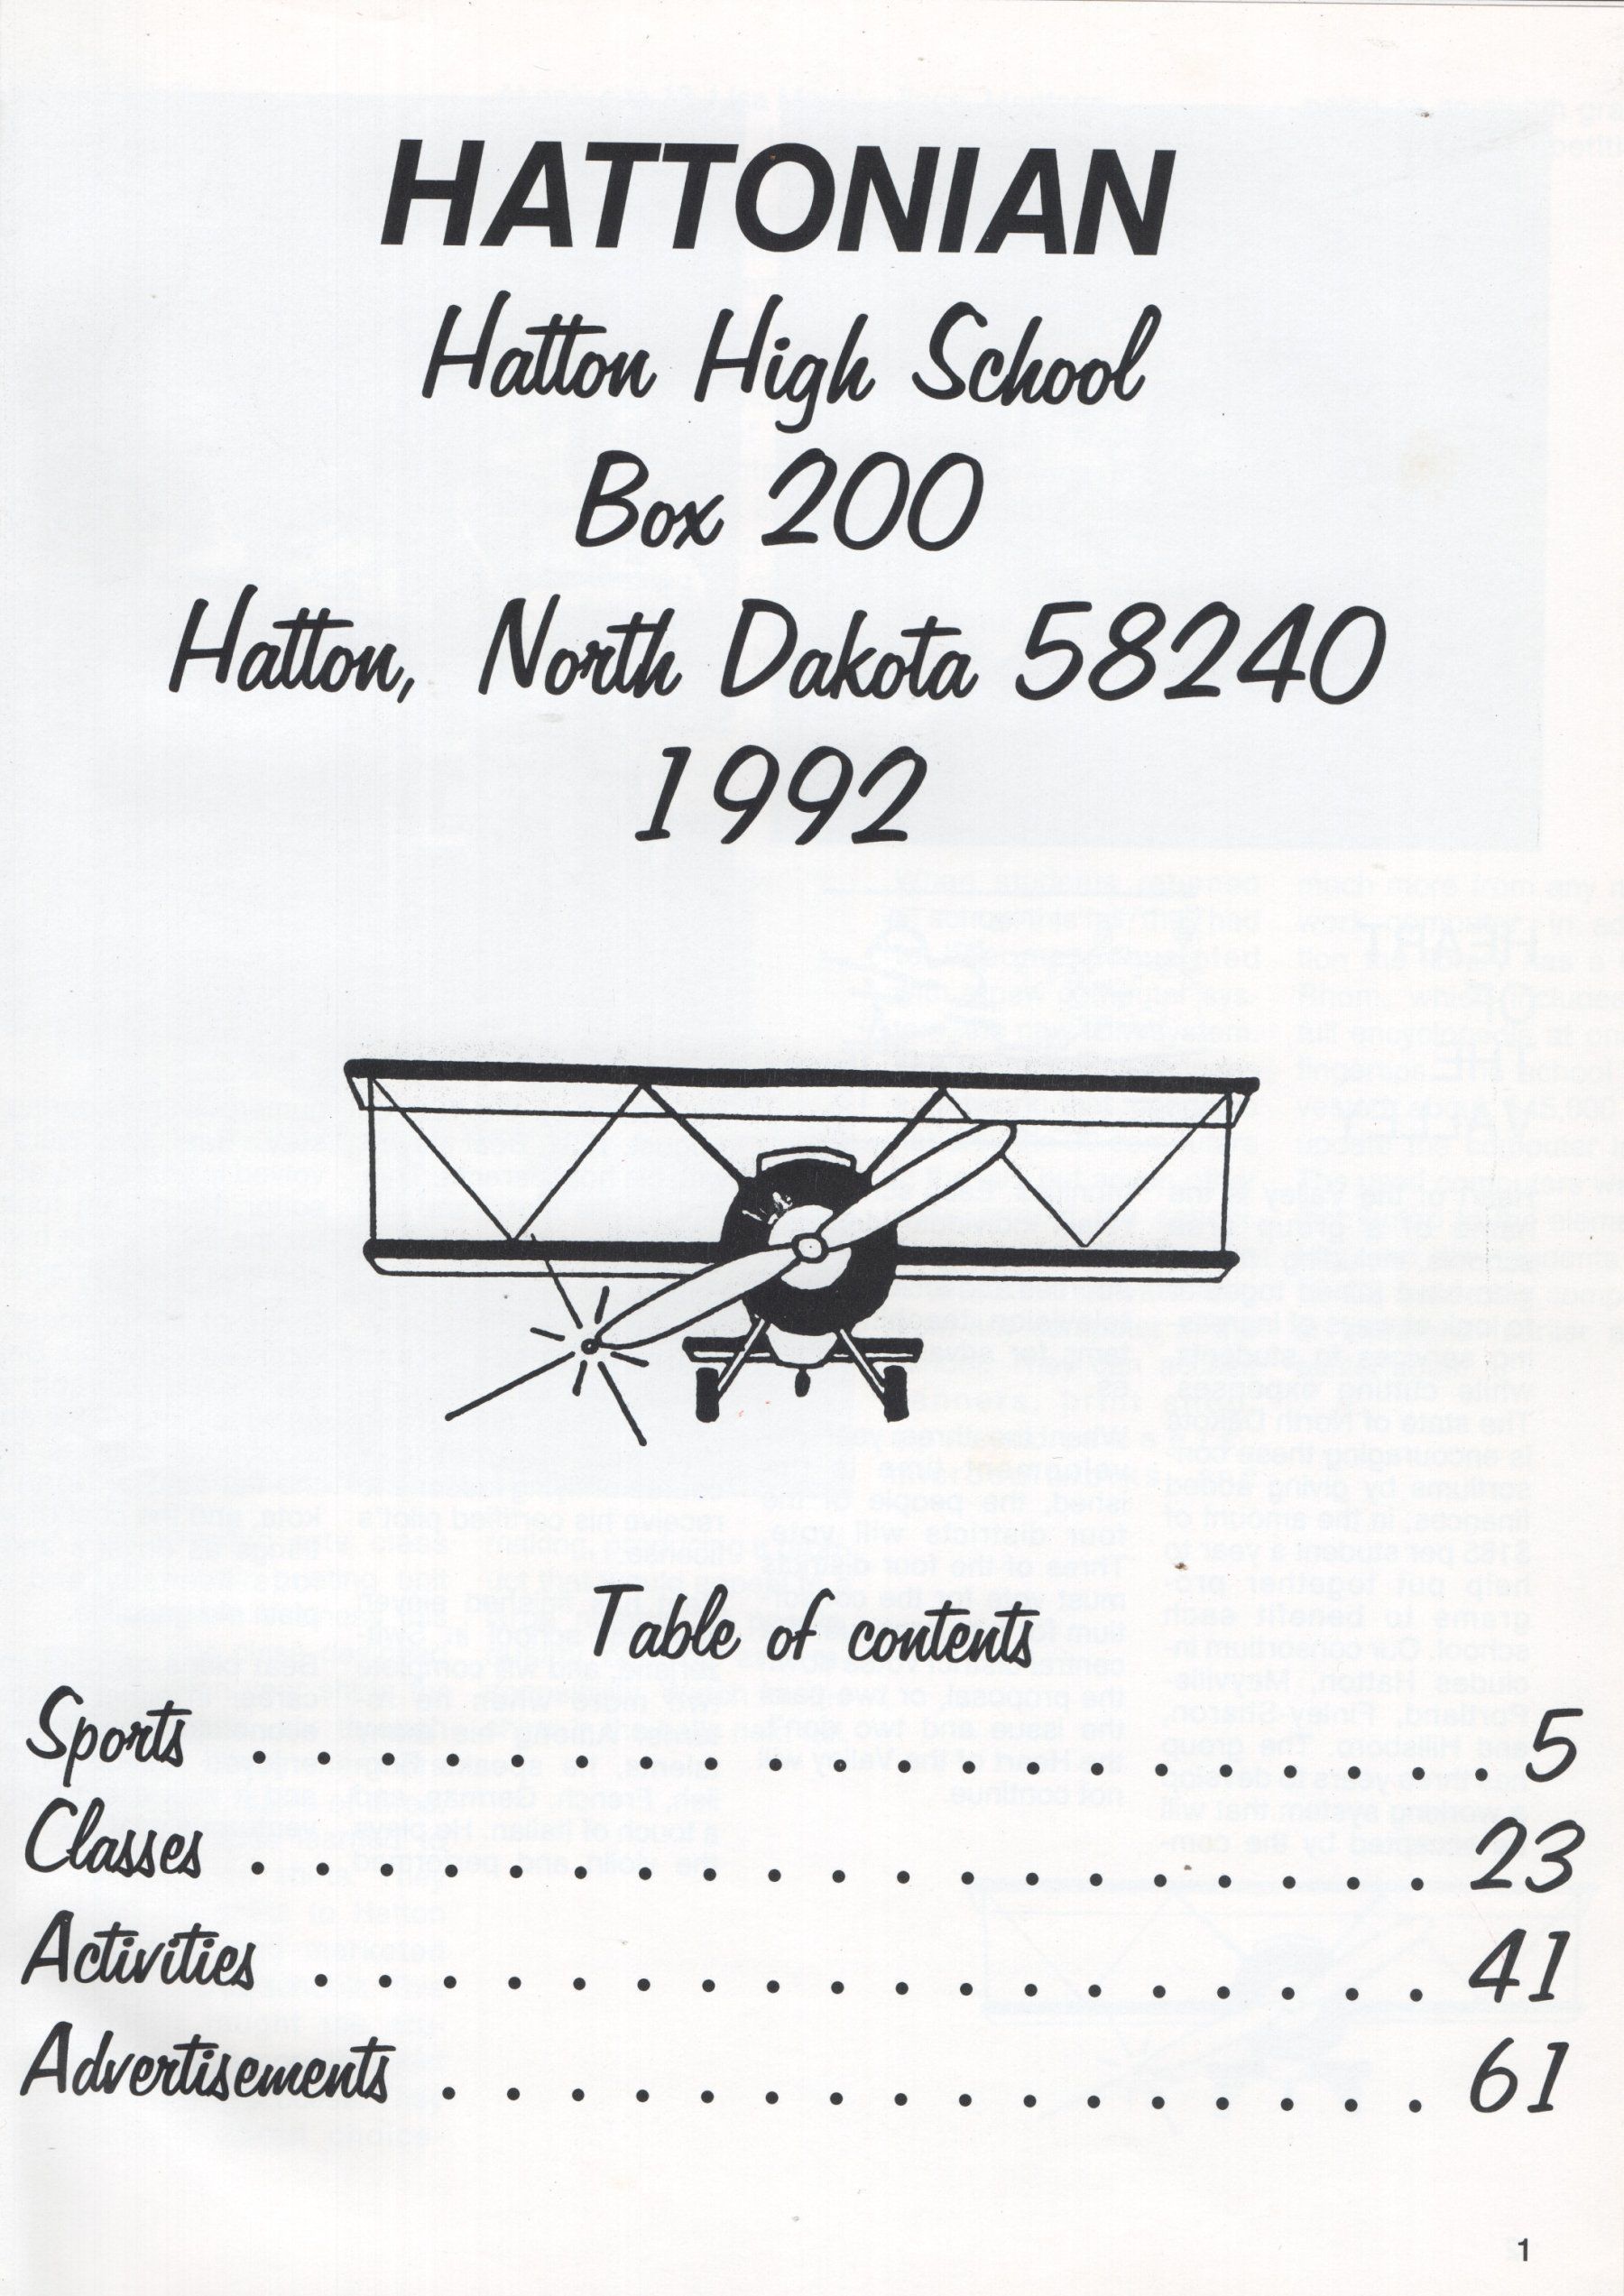 HATTONIAN
Hatton High School
Box 200
Hatton, North Dakota 58240
1992
Table of contents
Sports . . . . . . . . . . . . . . . . . . . . 5
Classes . . . . . . . . . . . . . . . . . . . 23
Activities . . . . . . . . . . . . . . . . . . 41
Advertisements . . . . . . . . . . . . . . . . 61
1